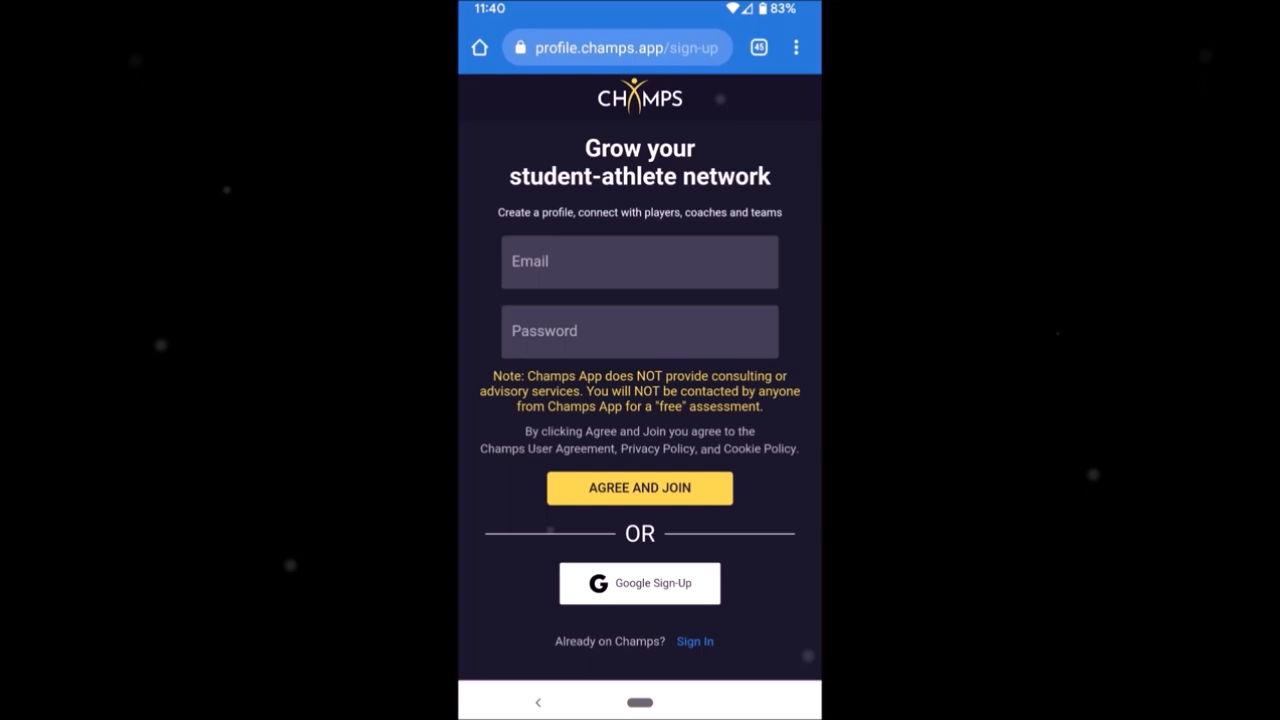 11:40
83%
profile.champs.app/sign-up
45
CHAMPS
Grow your
student-athlete network
Create a profile, connect with players, coaches and teams
Email
Password
Note: Champs App does NOT provide consulting or
advisory services. You will NOT be contacted by anyone
from Champs App for a "free" assessment.
By clicking Agree and Join you agree to the
Champs User Agreement, Privacy Policy, and Cookie Policy.
AGREE AND JOIN
OR
G Google Sign-Up
Already on Champs? Sign In